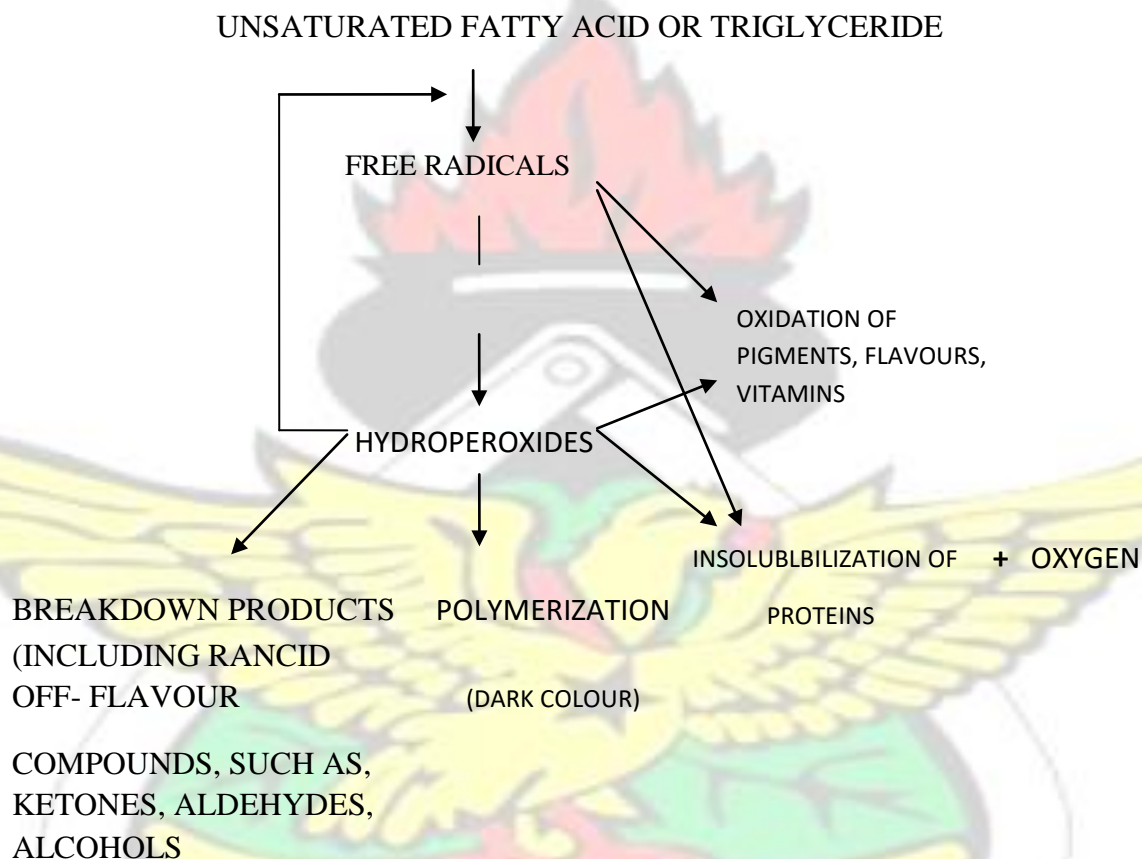 UNSATURATED FATTY ACID OR TRIGLYCERIDE
FREE RADICALS
OXIDATION OF
PIGMENTS, FLAVOURS,
VITAMINS
HYDROPEROXIDES
INSOLUBLBILIZATION OF + OXYGEN
PROTEINS
BREAKDOWN PRODUCTS
(INCLUDING RANCID
OFF- FLAVOUR
COMPOUNDS, SUCH AS,
KETONES, ALDEHYDES,
ALCOHOLS
POLYMERIZATION
(DARK COLOUR)